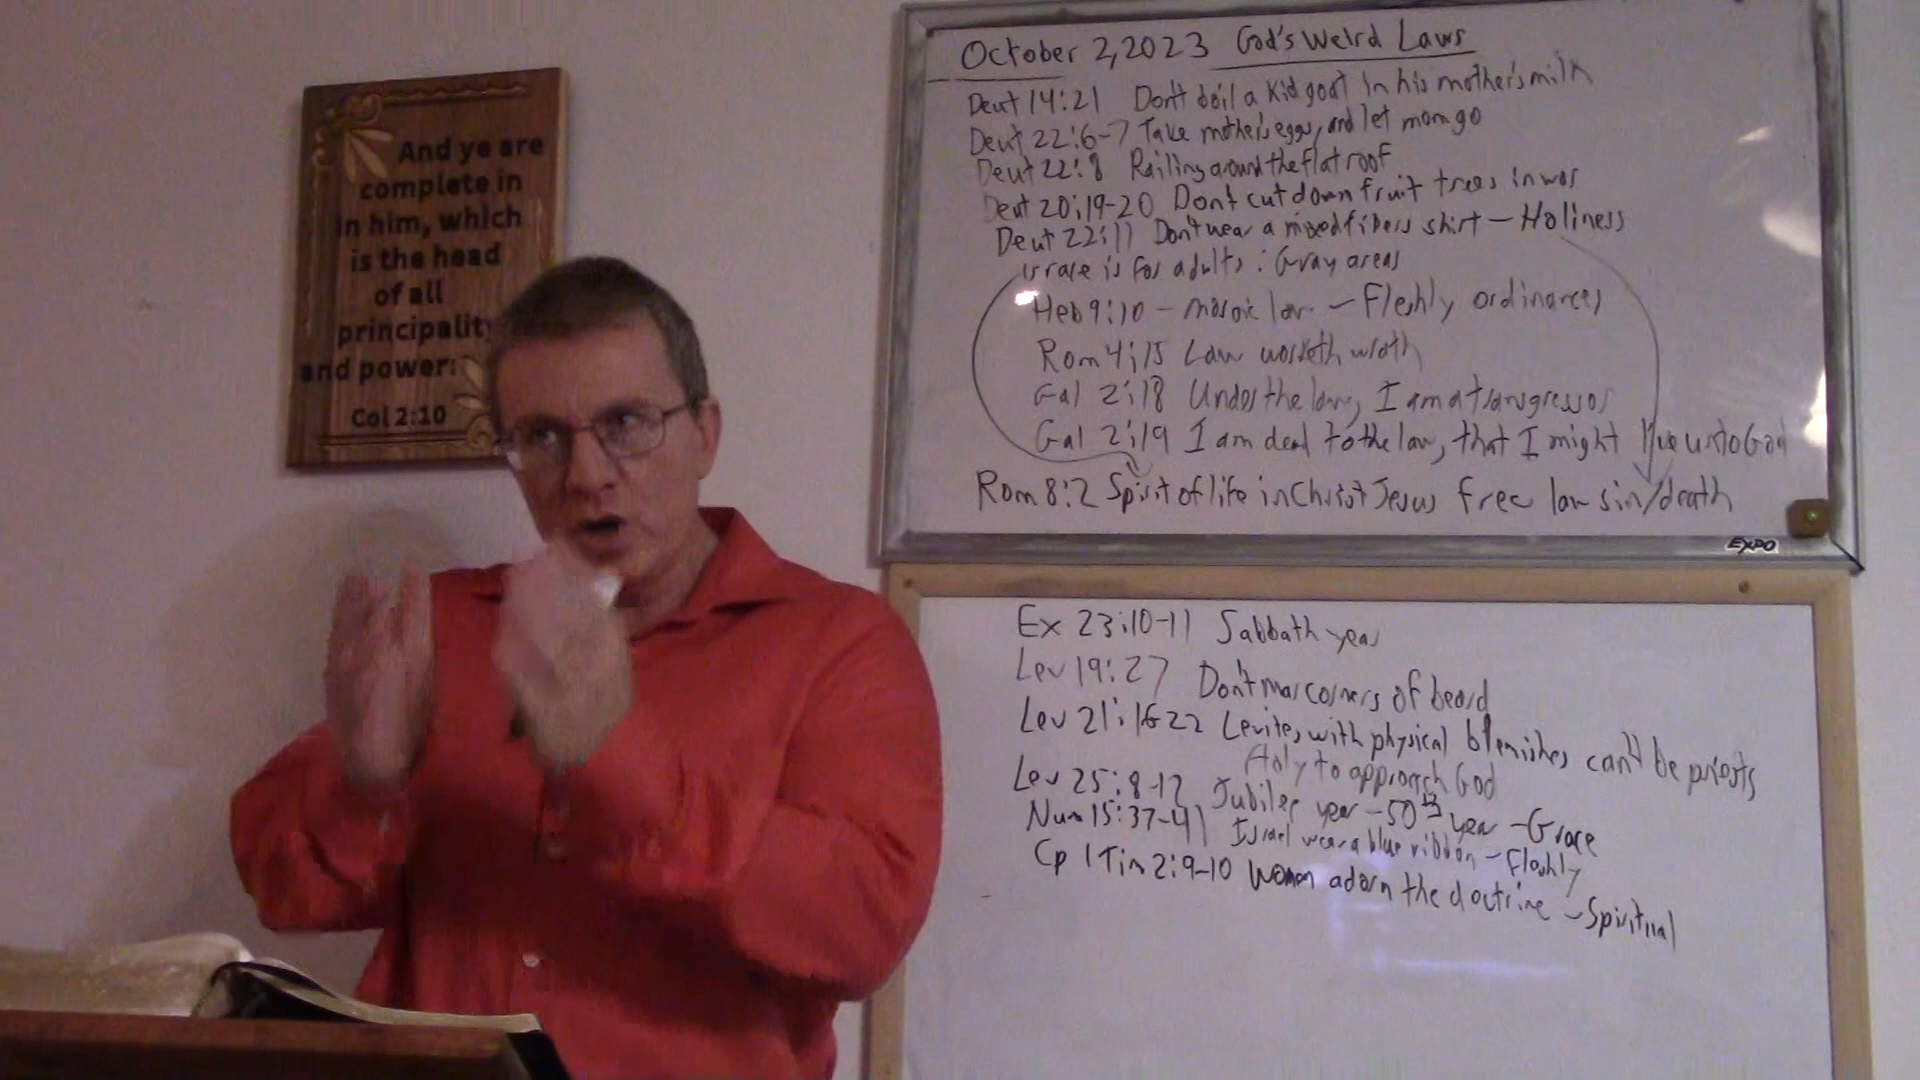 And ye are
complete in
in him, which
is the head
of all
principality
and power:
Col 2:10
October 2, 2023 God's Weird Laws
Deut 14:21 Don't boil a kid goat in his mother's milk
Deut 22:6-7 Take mother's eggs, and let mom go
Deut 22:8 Railing around the flat roof
Deut 20:19-20 Don't cut down fruit trees in war
Deut 22:11 Don't wear a mixed fibers shirt - Holiness
is for adults: Gray areas
Heb 9:10 - mosaic law - Fleshly ordinances
Rom 4:15 Law worketh wrath
Gal 2:18 Under the law, I am a transgressor
Gal 2:19 I am dead to the law, that I might live unto God
Rom 8:2 Spirit of life in Christ Jesus free law sin/death
EXPO
Ex 23:10-11 Sabbath year
Lev 19:27 Don't mar corners of beard
Lev 21:16-22 Levites with physical blemishes can't be priests
Holy to approach God
Lev 25:8-12 Jubilee year - 50th year - Grace
Num 15:37-41 Israel wear a blue ribbon - Fleshly
Cp 1 Tim 2:9-10 Women adorn the doctrine - Spiritual